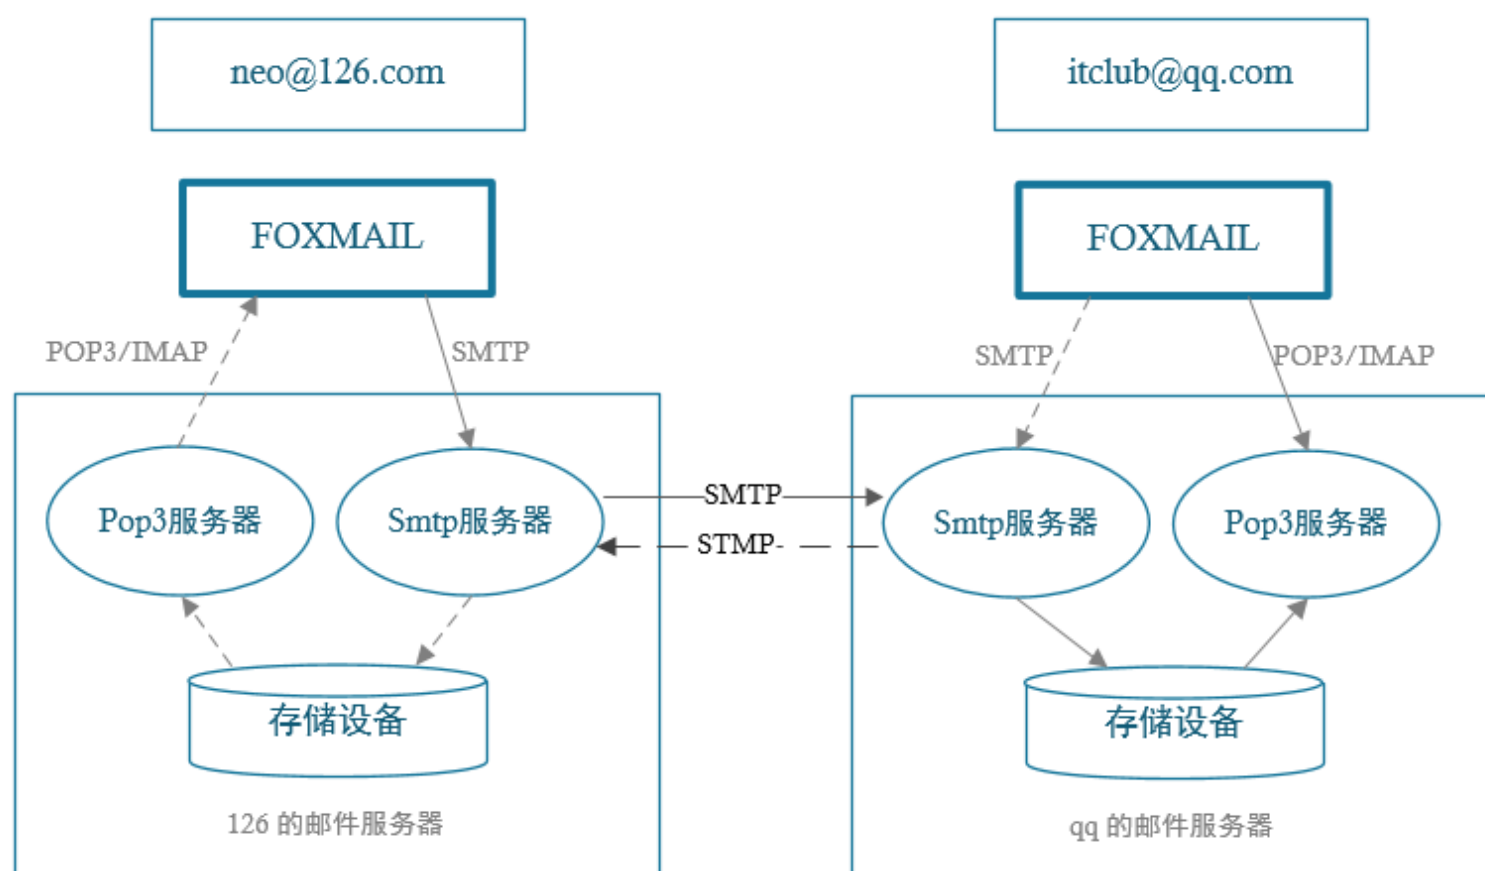 neo@126.com
itclub@qq.com
FOXMAIL
FOXMAIL
POP3/IMAP
SMTP
SMTP
POP3/IMAP
Pop3服务器
Smtp服务器
SMTP
STMP
Smtp服务器
Pop3服务器
存储设备
存储设备
126 的邮件服务器
qq 的邮件服务器